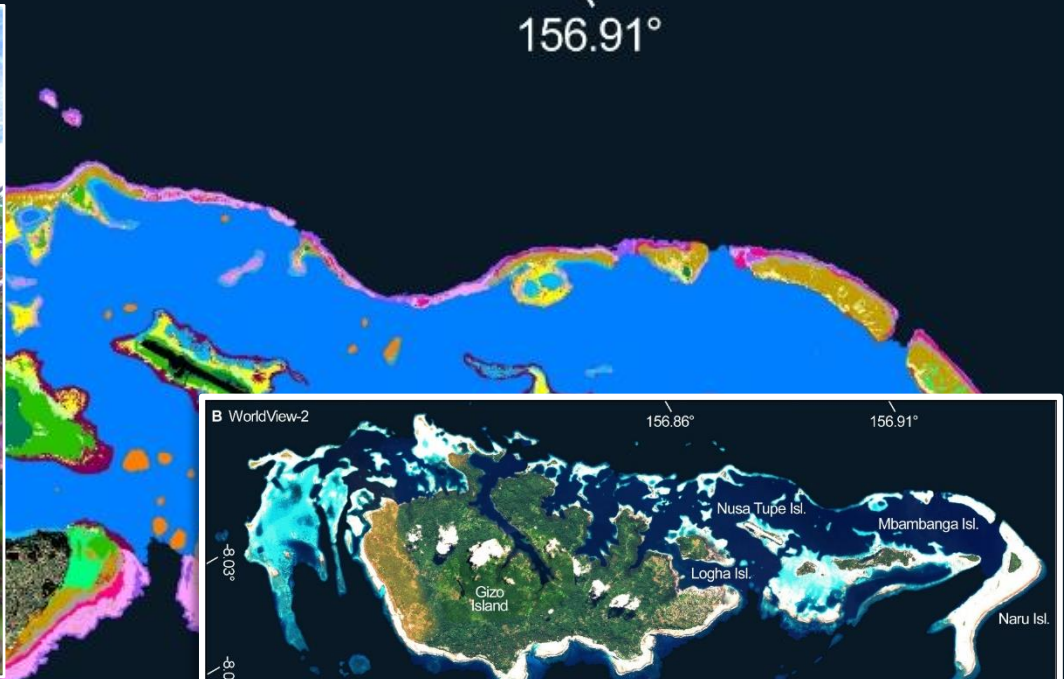 156.91°
B WorldView-2
156.86°
156.91°
Nusa Tupe Isl.
Mbambanga Isl.
-8.03°
Logha Isl.
Gizo
Island
Naru Isl.